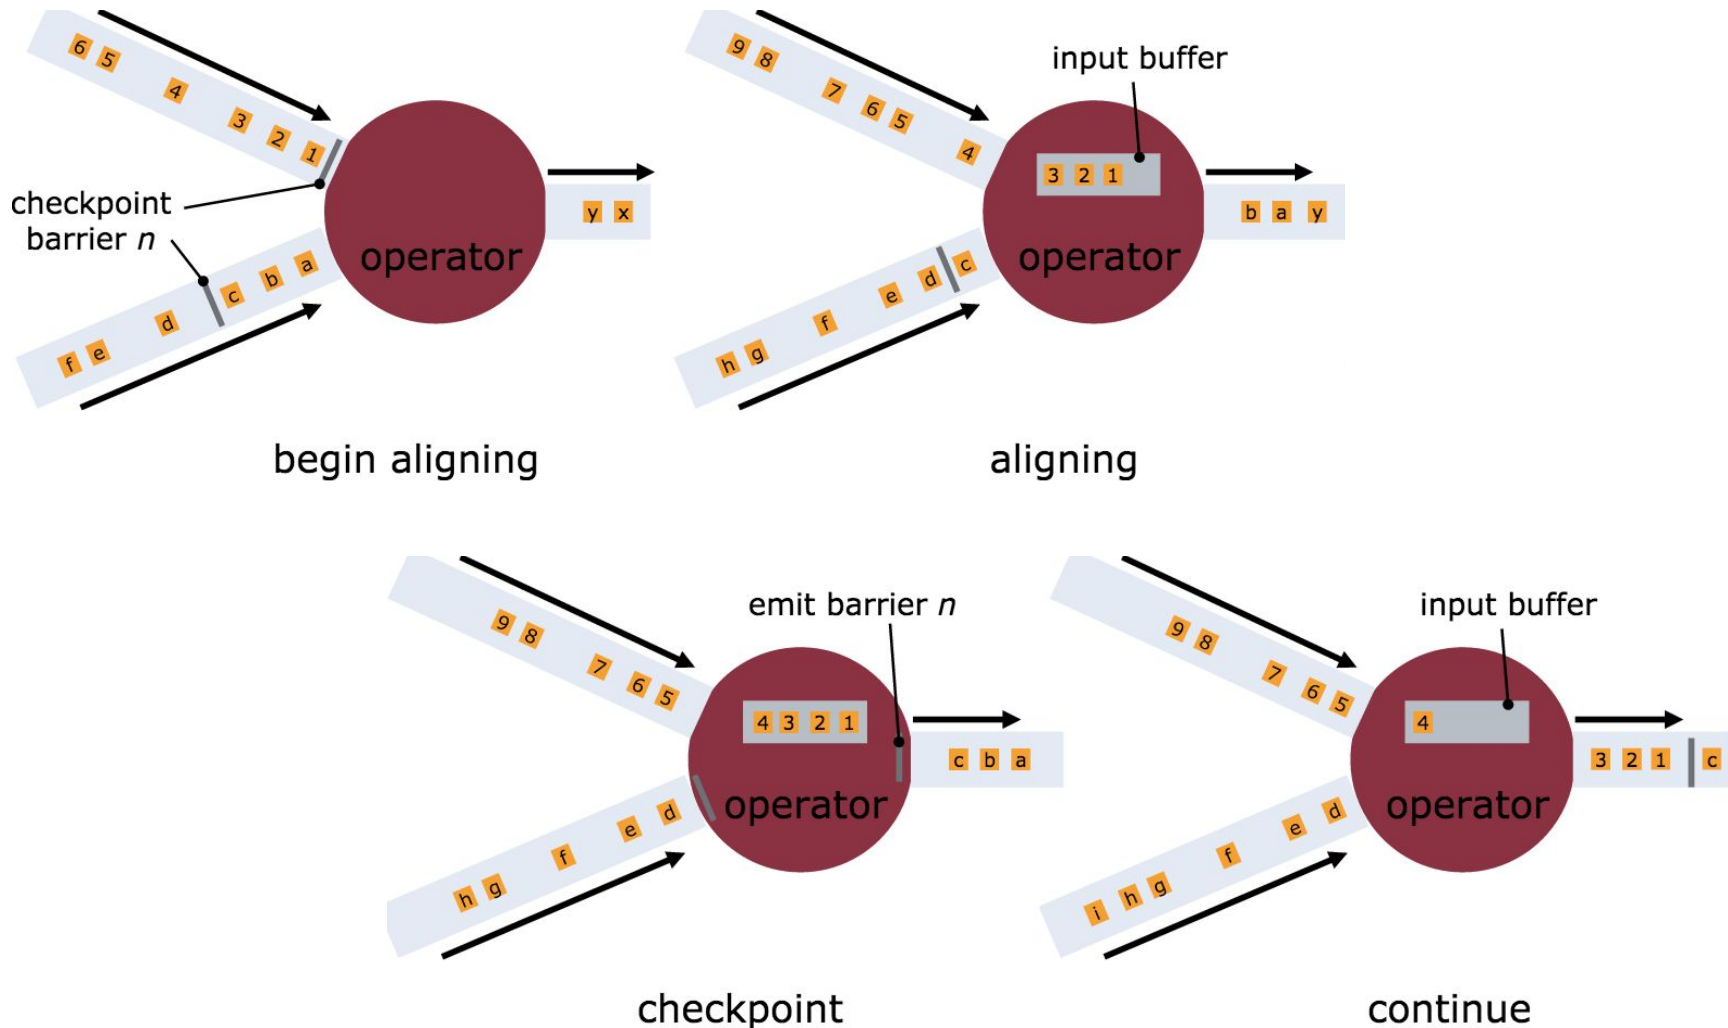 6 5 4 3 2 1
checkpoint
barrier n
f e d c b a
operator
y x
begin aligning
9 8 7 6 5 4
input buffer
3 2 1
h g f e d c
operator
b a y
aligning
9 8 7 6 5
emit barrier n
4 3 2 1
h g f e d
operator
c b a
checkpoint
9 8 7 6 5
input buffer
4
i h g f e d
operator
3 2 1 c
continue